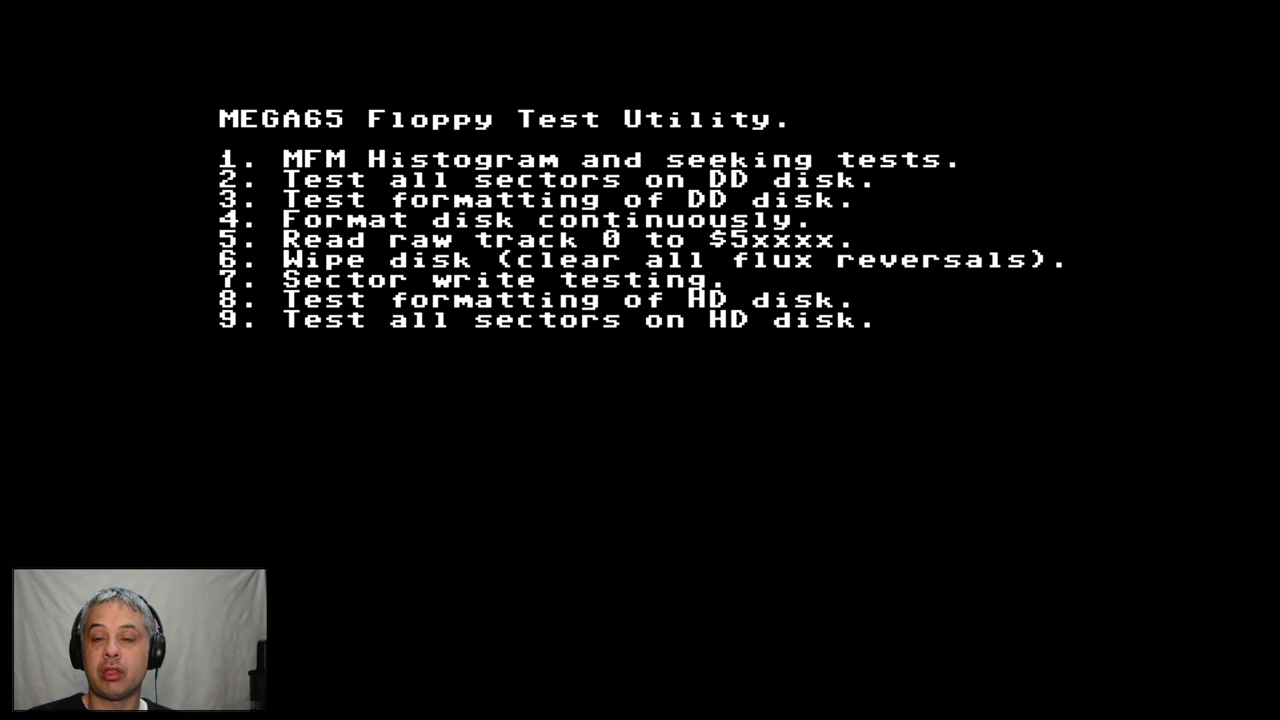 MEGA65 Floppy Test Utility.
1. MFM Histogram and seeking tests.
2. Test all sectors on DD disk.
3. Test formatting of DD disk.
4. Format disk continuously.
5. Read raw track 0 to $5xxxx.
6. Wipe disk (clear all flux reversals).
7. Sector write testing.
8. Test formatting of HD disk.
9. Test all sectors on HD disk.